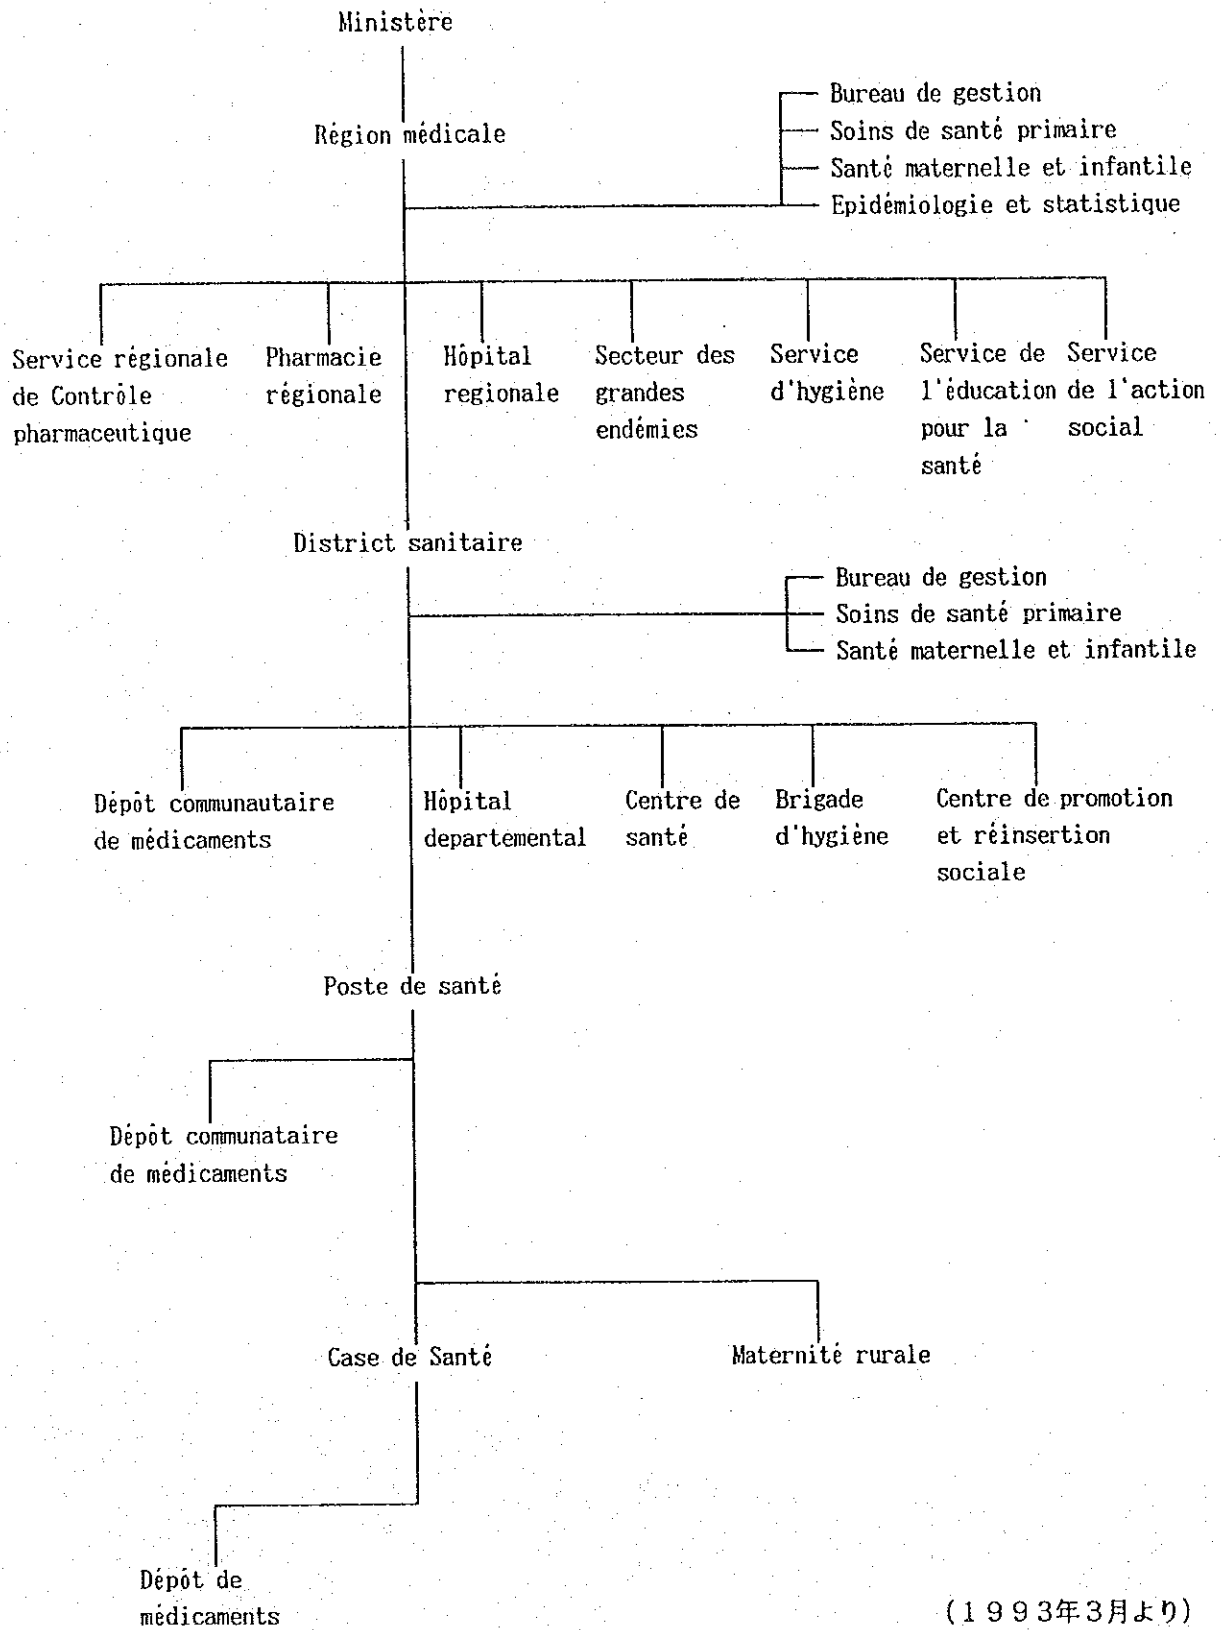 Ministère
Région médicale
Bureau de gestion
Soins de santé primaire
Santé maternelle et infantile
Epidémiologie et statistique
Service régionale
de Contrôle
pharmaceutique
Pharmacie
régionale
Hôpital
regionale
Secteur des
grandes
endémies
Service
d'hygiène
Service de
l'éducation
pour la
santé
Service
de l'action
social
District sanitaire
Bureau de gestion
Soins de santé primaire
Santé maternelle et infantile
Dépôt communautaire
de médicaments
Hôpital
departemental
Centre de
santé
Brigade
d'hygiène
Centre de promotion
et réinsertion
sociale
Poste de santé
Dépôt communataire
de médicaments
Case de Santé
Maternité rurale
Dépôt de
médicaments
(1993年3月より)